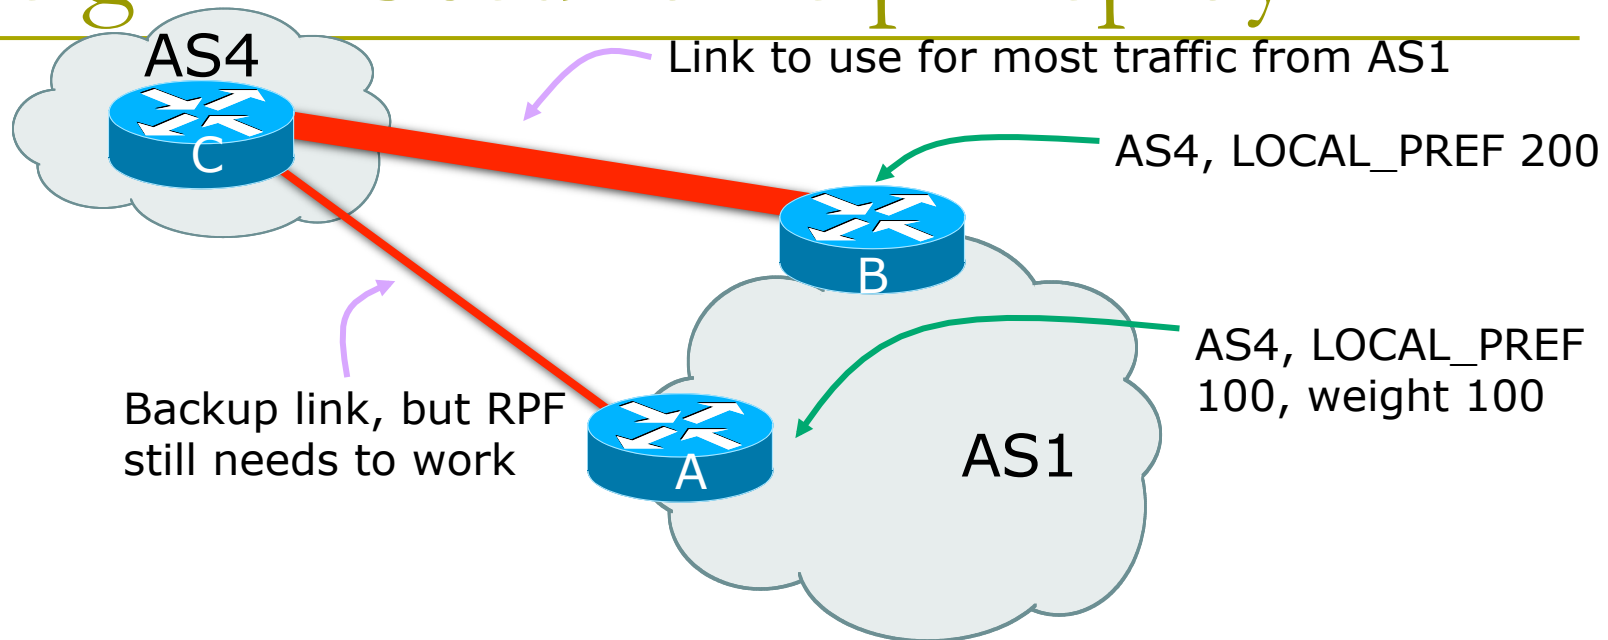 AS4
Link to use for most traffic from AS1
C
AS4, LOCAL_PREF 200
B
AS4, LOCAL_PREF
100, weight 100
Backup link, but RPF
still needs to work
A
AS1